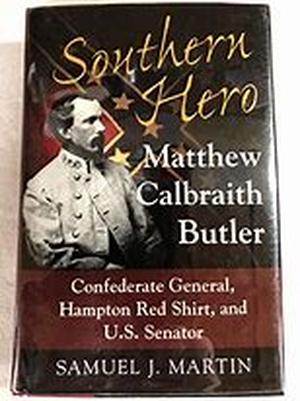 Southern
Hero
Matthew
Calbraith
Butler
Confederate General,
Hampton Red Shirt, and
U.S. Senator
SAMUEL J. MARTIN